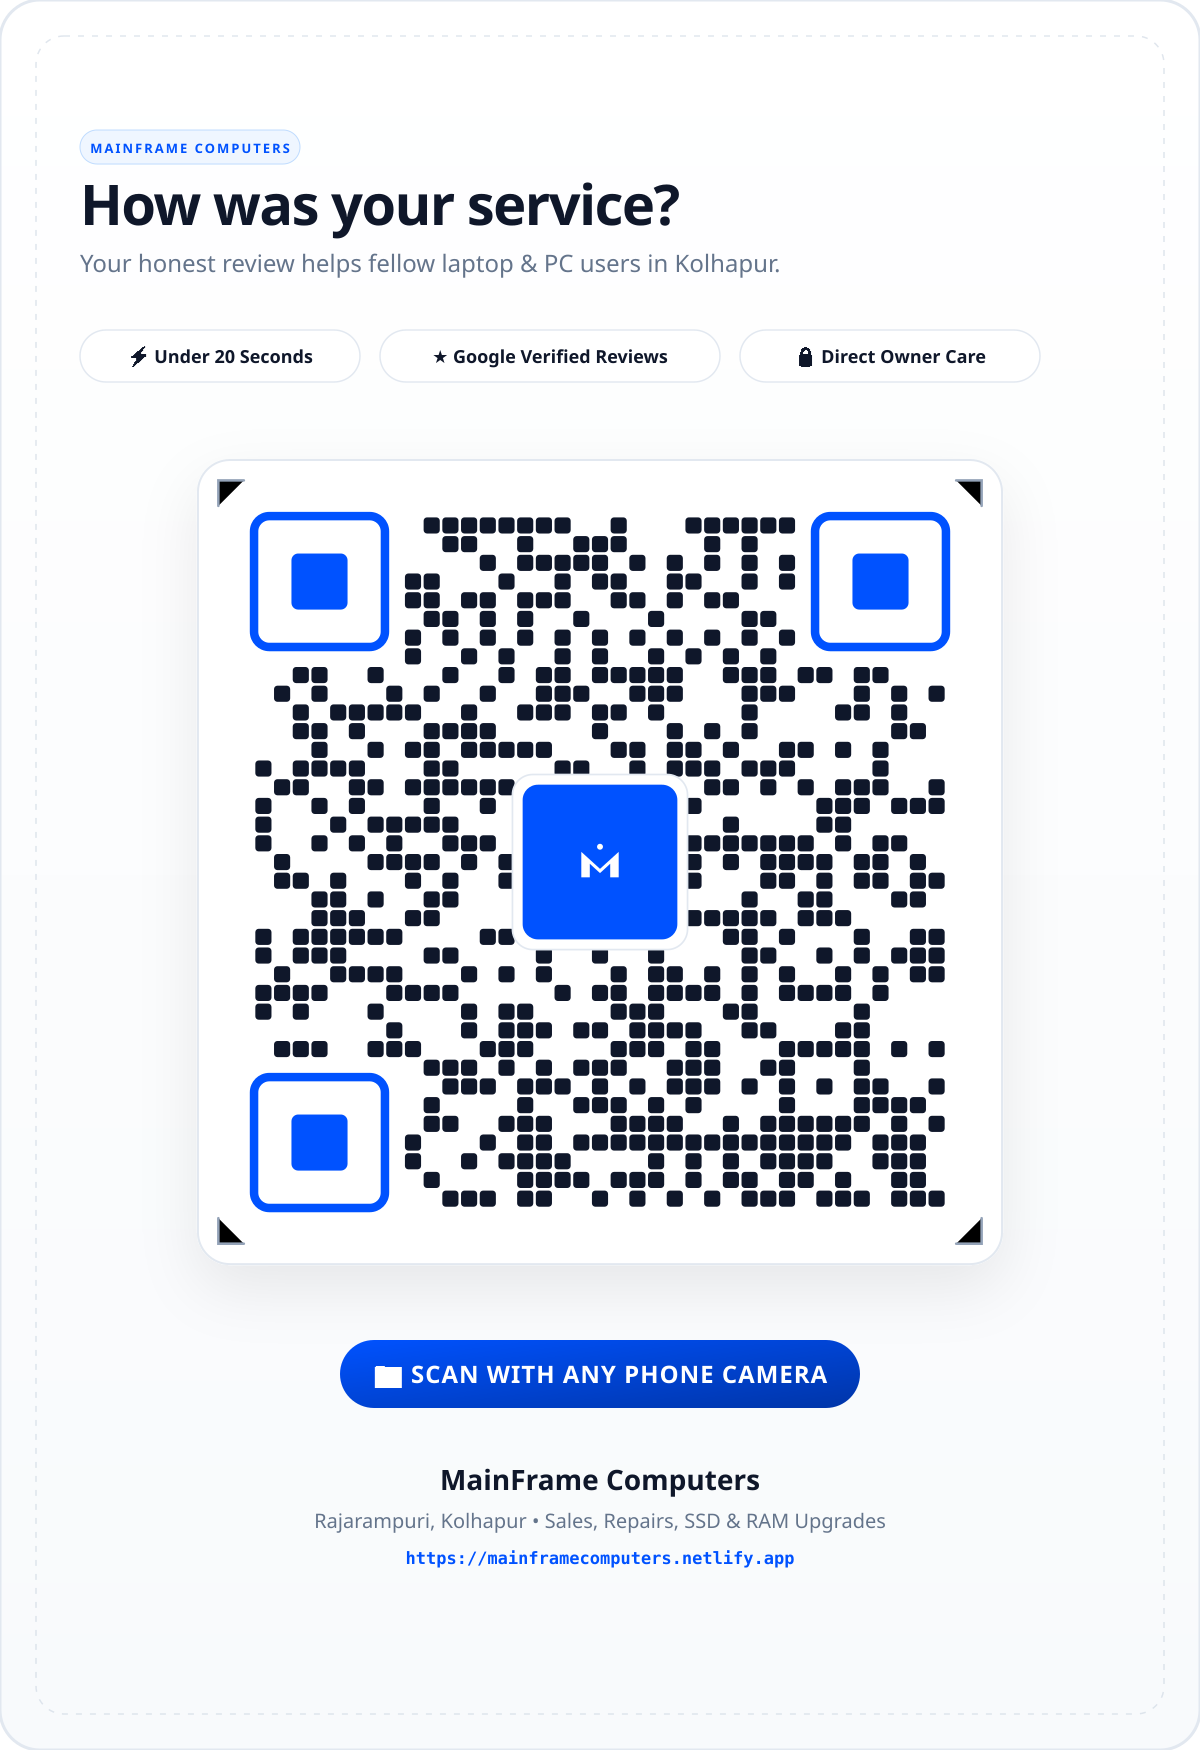 MAINFRAME COMPUTERS
How was your service?
Your honest review helps fellow laptop & PC users in Kolhapur.
⚡ Under 20 Seconds
★ Google Verified Reviews
🔒 Direct Owner Care
SCAN WITH ANY PHONE CAMERA
MainFrame Computers
Rajarampuri, Kolhapur • Sales, Repairs, SSD & RAM Upgrades
https://mainframecomputers.netlify.app